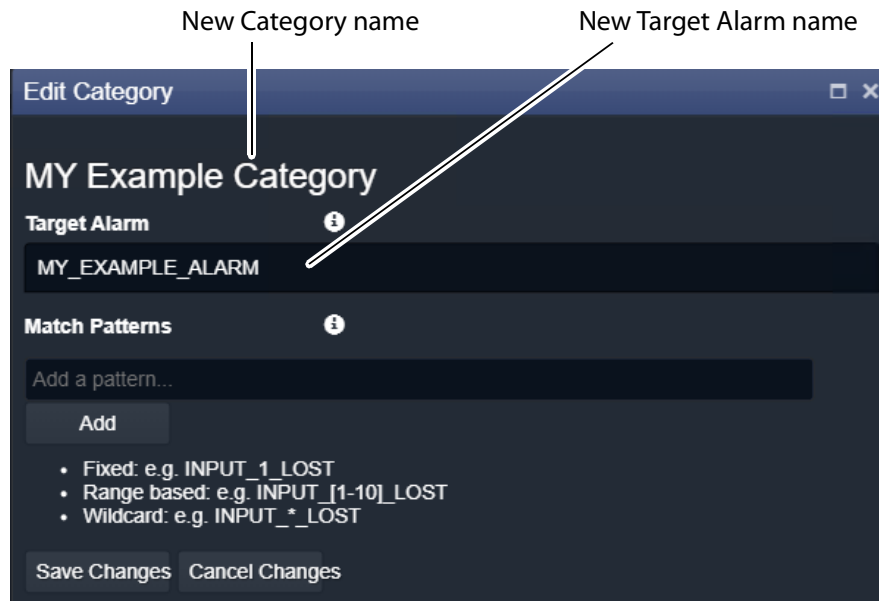 New Category name
New Target Alarm name
Edit Category
MY Example Category
Target Alarm
MY_EXAMPLE_ALARM
Match Patterns
Add a pattern...
Add
• Fixed: e.g. INPUT_1_LOST
• Range based: e.g. INPUT_[1-10]_LOST
• Wildcard: e.g. INPUT_*_LOST
Save Changes Cancel Changes